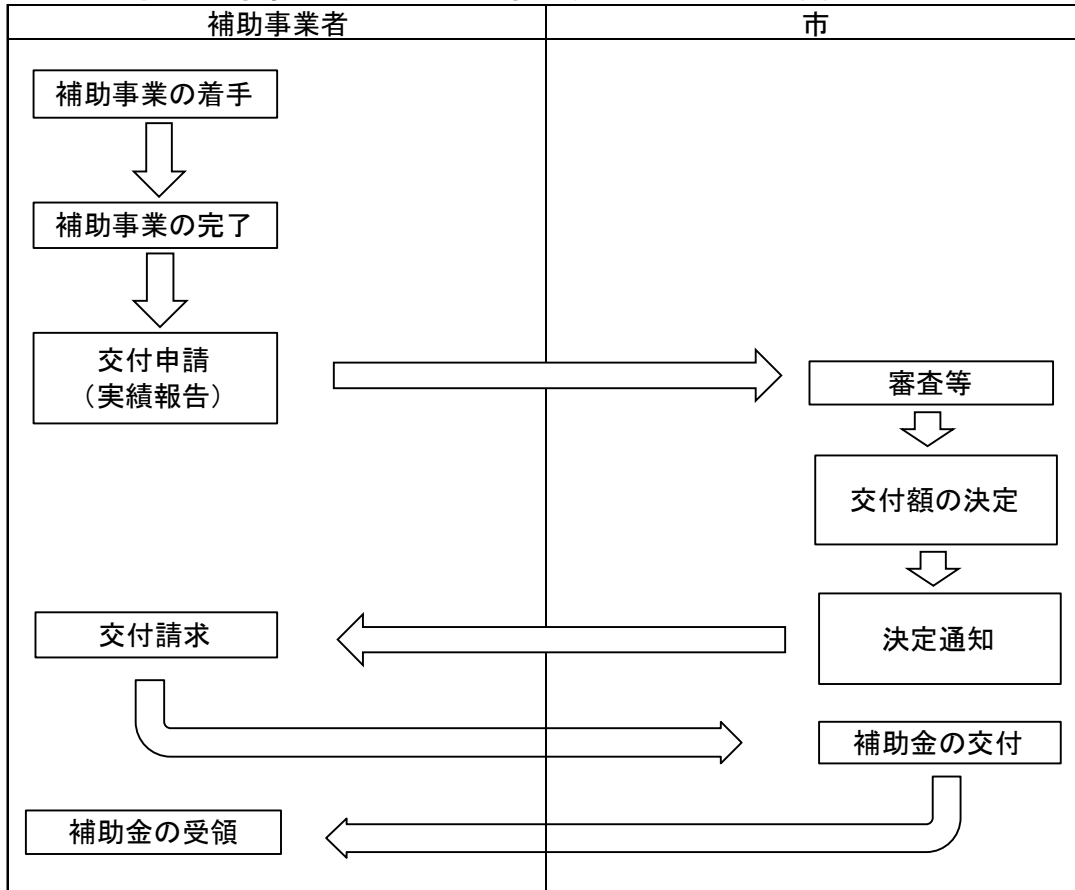 補助事業者
市
補助事業の着手
補助事業の完了
交付申請
（実績報告）
審査等
交付額の決定
決定通知
交付請求
補助金の交付
補助金の受領